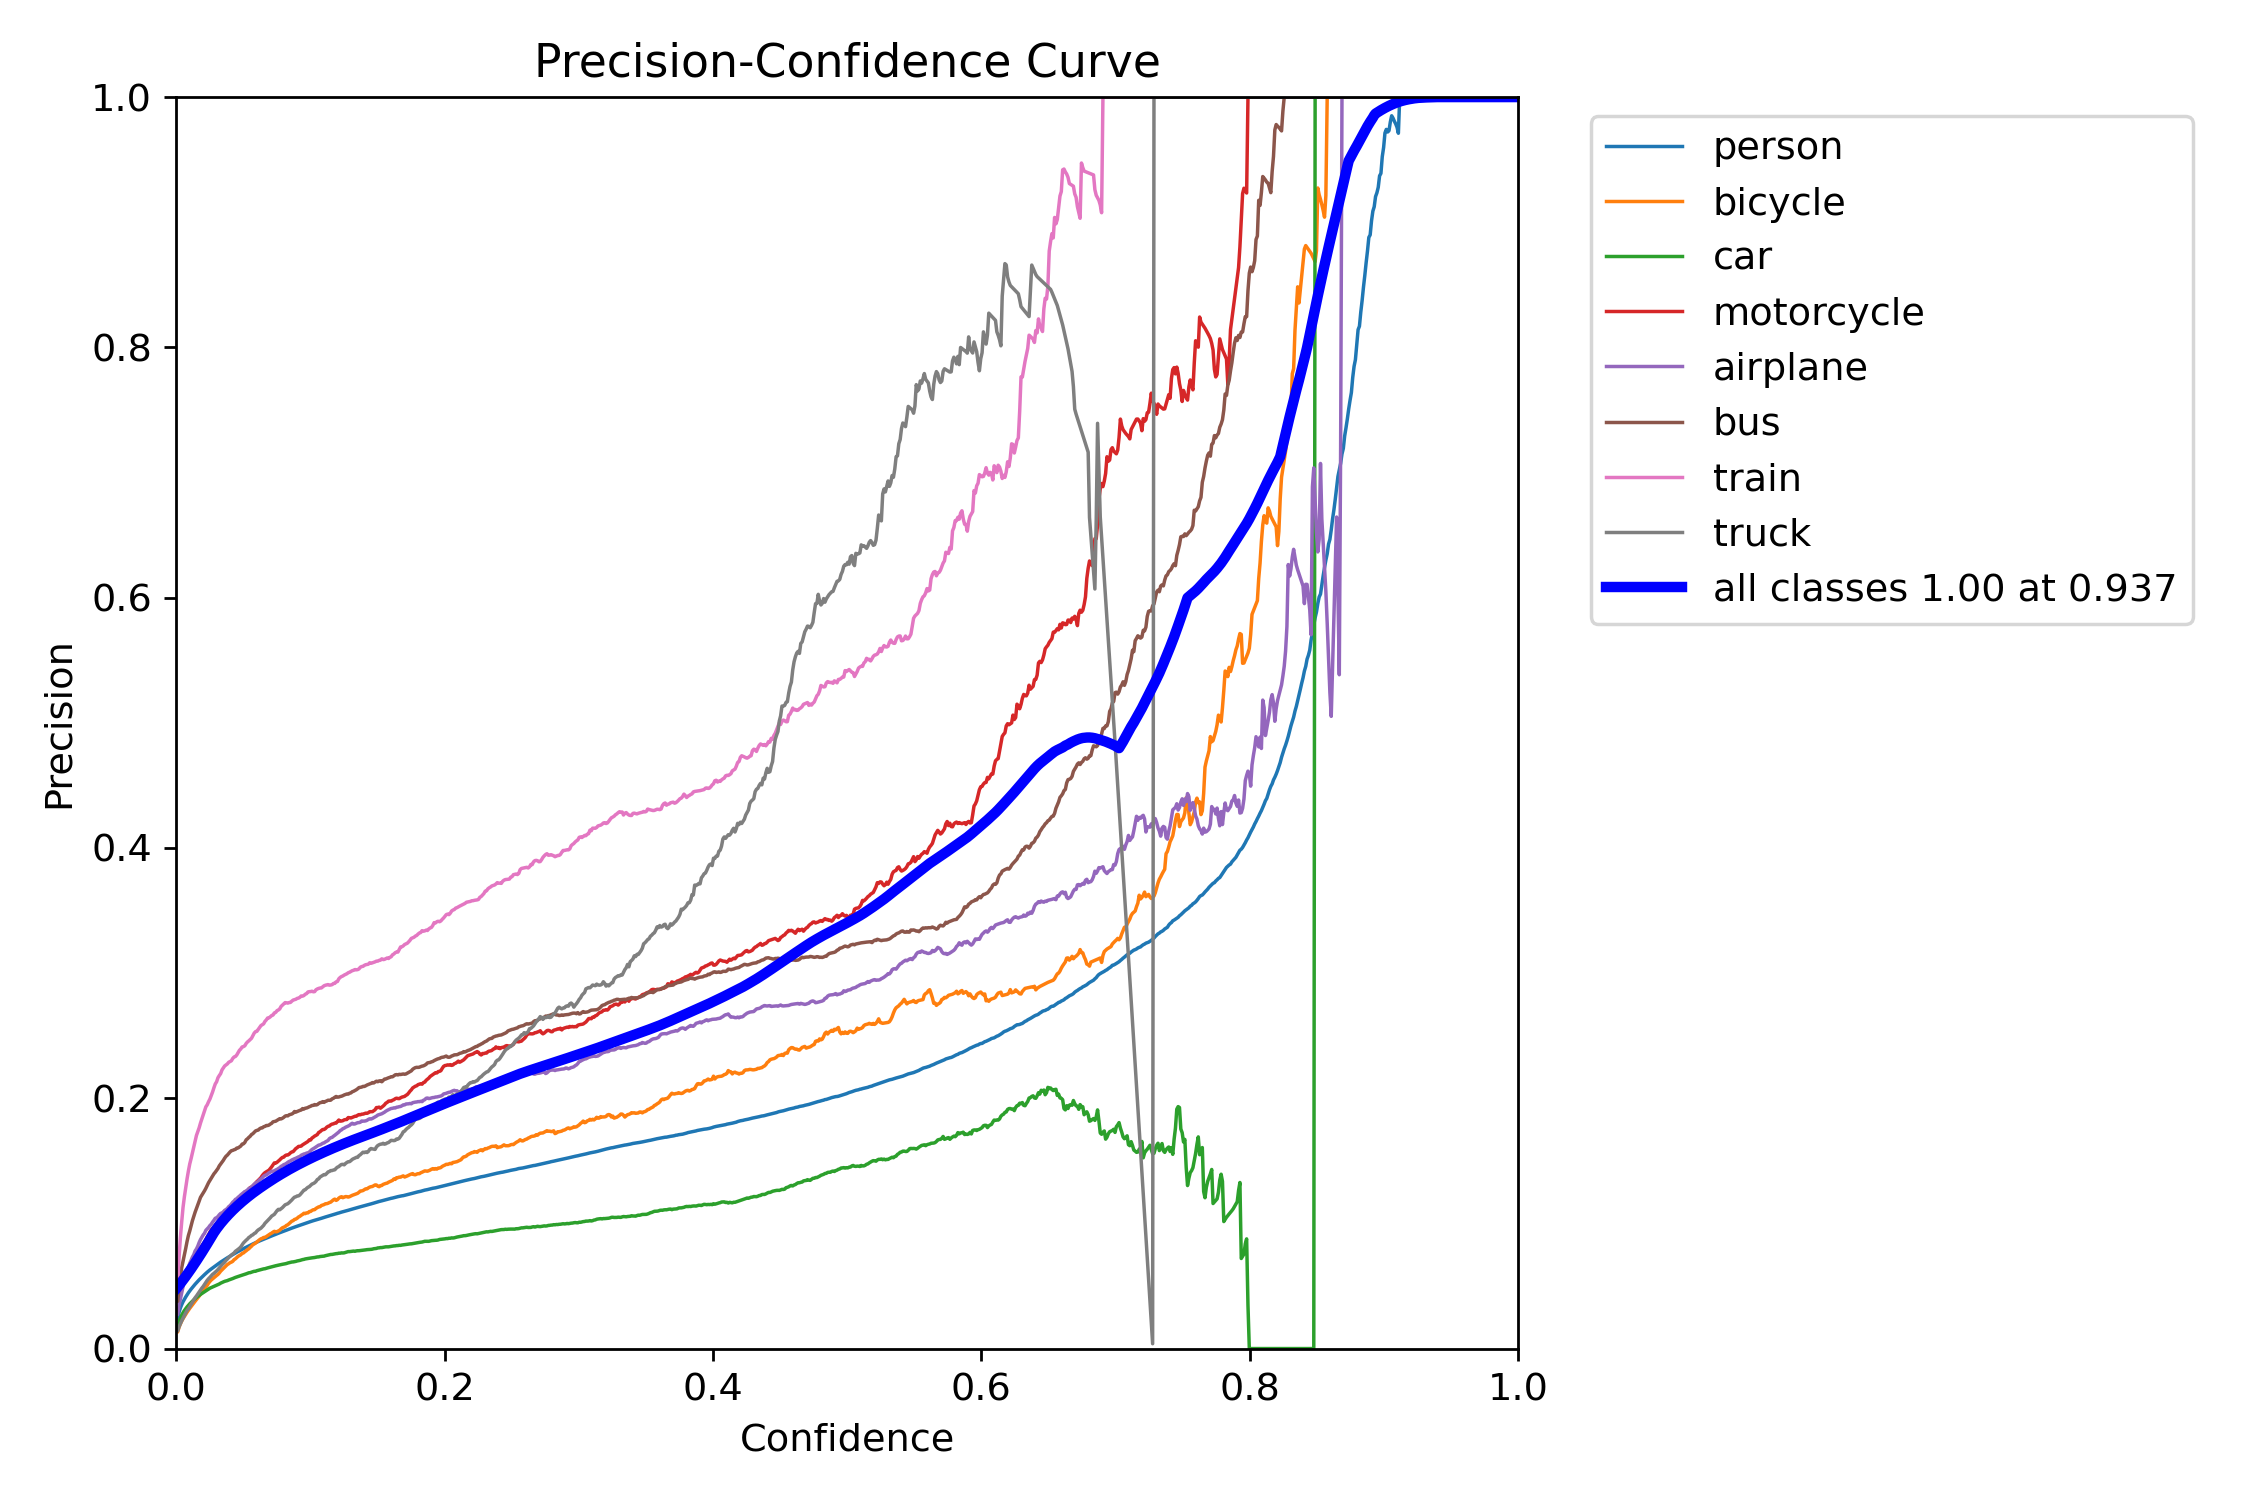 Precision-Confidence Curve
1.0
0.8
0.6
0.4
0.2
0.0
Precision
0.0 0.2 0.4 0.6 0.8 1.0
Confidence
person
bicycle
car
motorcycle
airplane
bus
train
truck
all classes 1.00 at 0.937